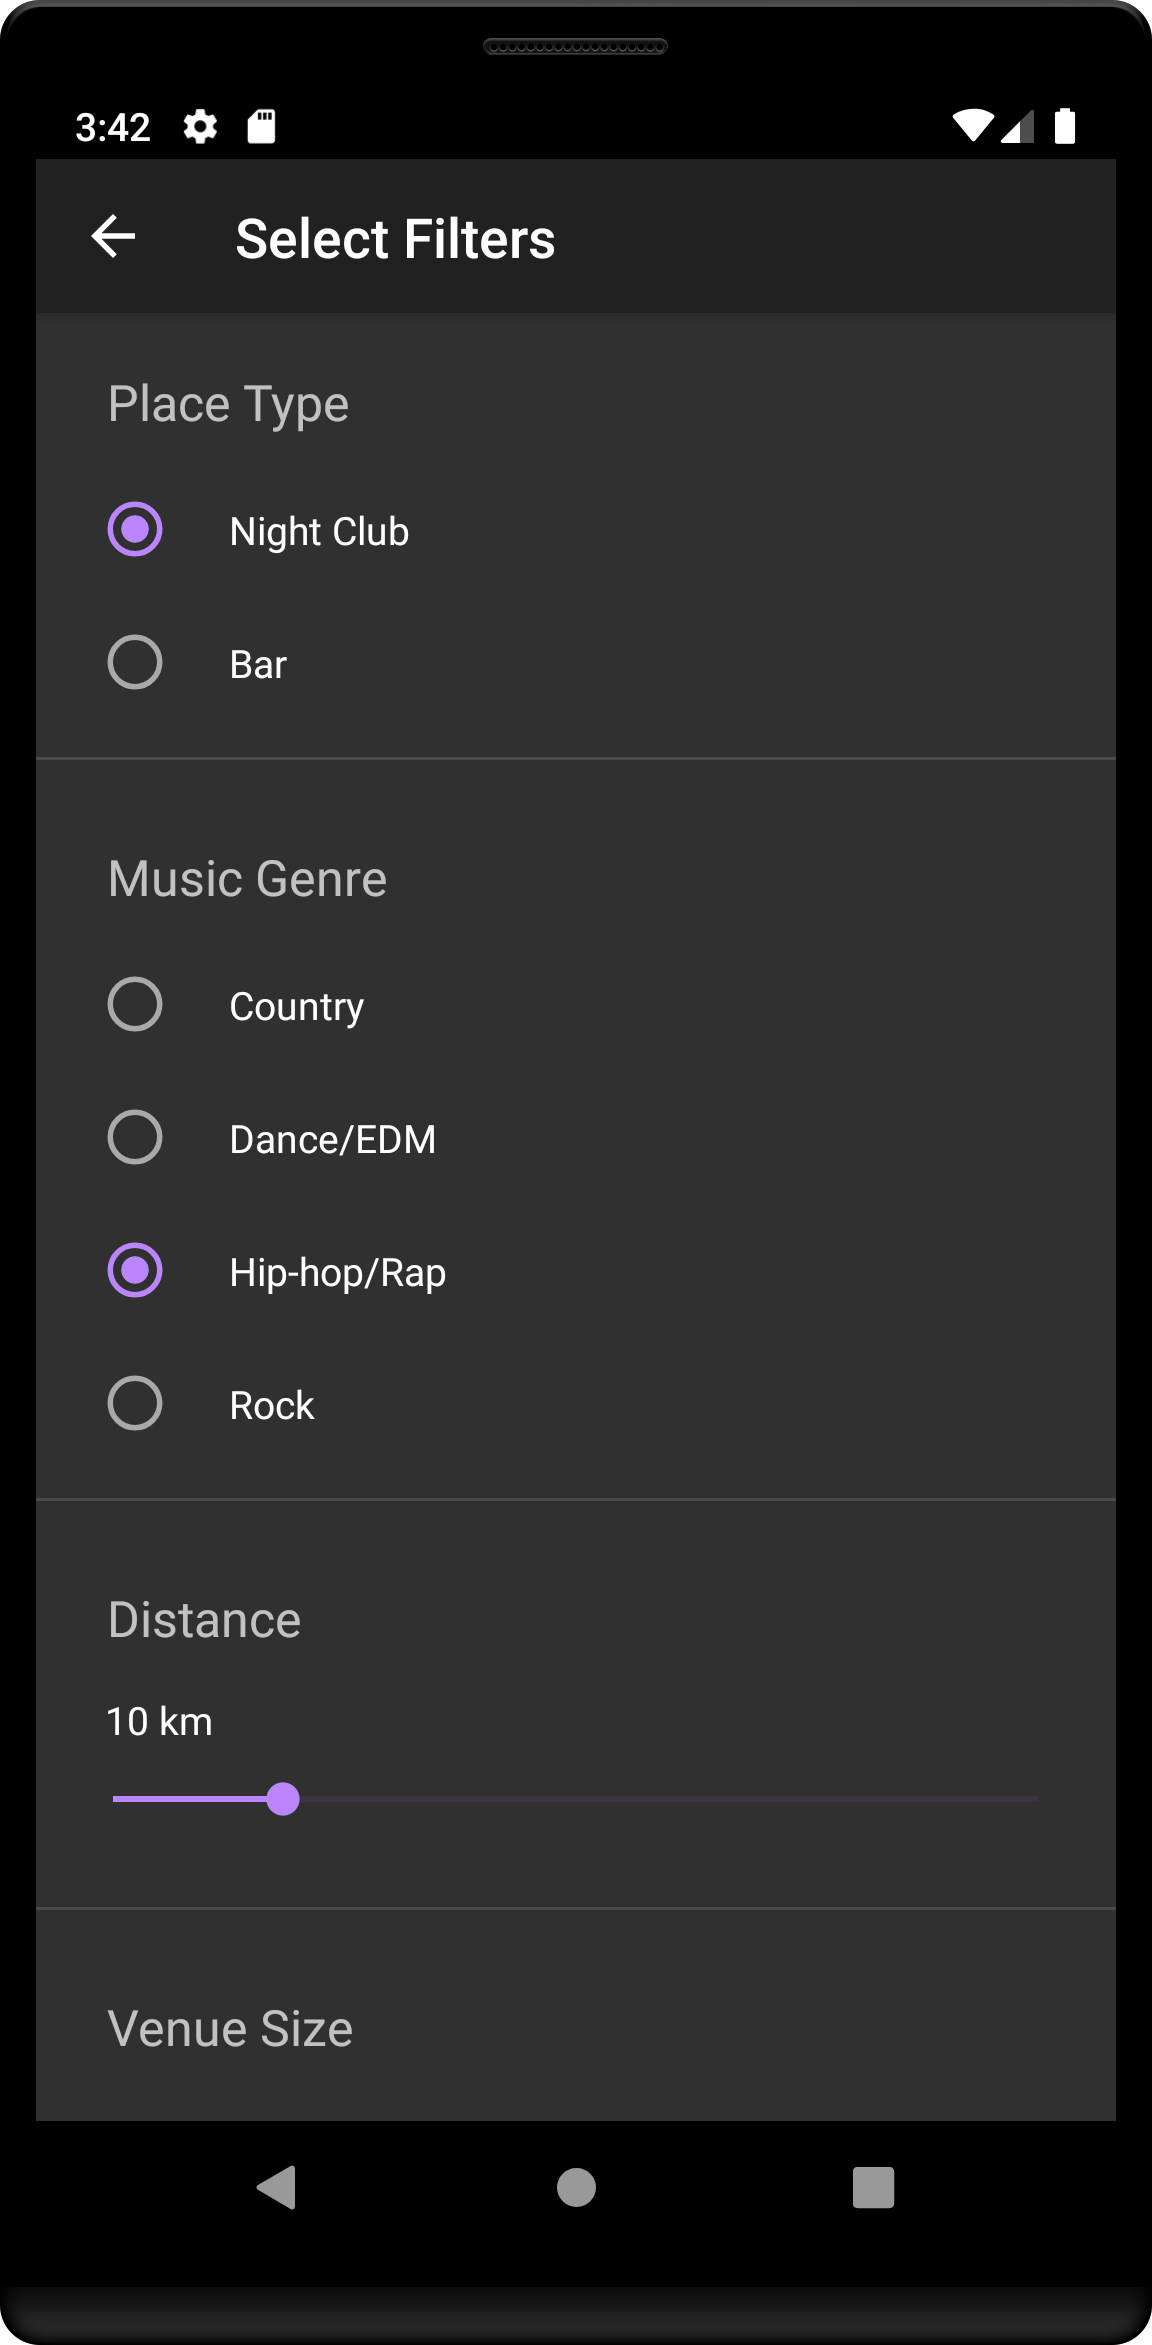 3:42
Select Filters
Place Type
Night Club
Bar
Music Genre
Country
Dance/EDM
Hip-hop/Rap
Rock
Distance
10 km
Venue Size